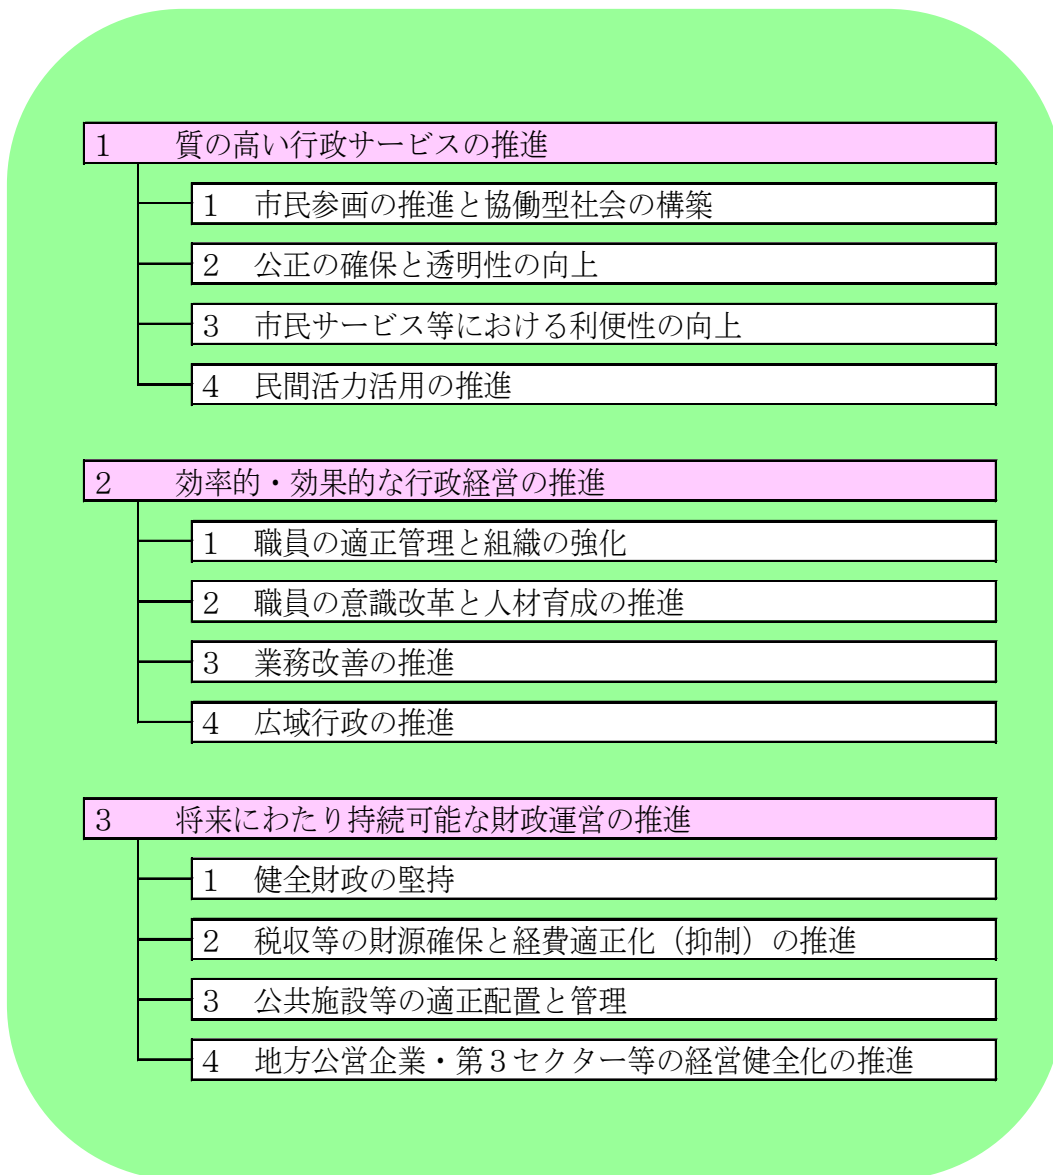 １　質の高い行政サービスの推進
１　市民参画の推進と協働型社会の構築
２　公正の確保と透明性の向上
３　市民サービス等における利便性の向上
４　民間活力活用の推進
２　効率的・効果的な行政経営の推進
１　職員の適正管理と組織の強化
２　職員の意識改革と人材育成の推進
３　業務改善の推進
４　広域行政の推進
３　将来にわたり持続可能な財政運営の推進
１　健全財政の堅持
２　税収等の財源確保と経費適正化（抑制）の推進
３　公共施設等の適正配置と管理
４　地方公営企業・第３セクター等の経営健全化の推進